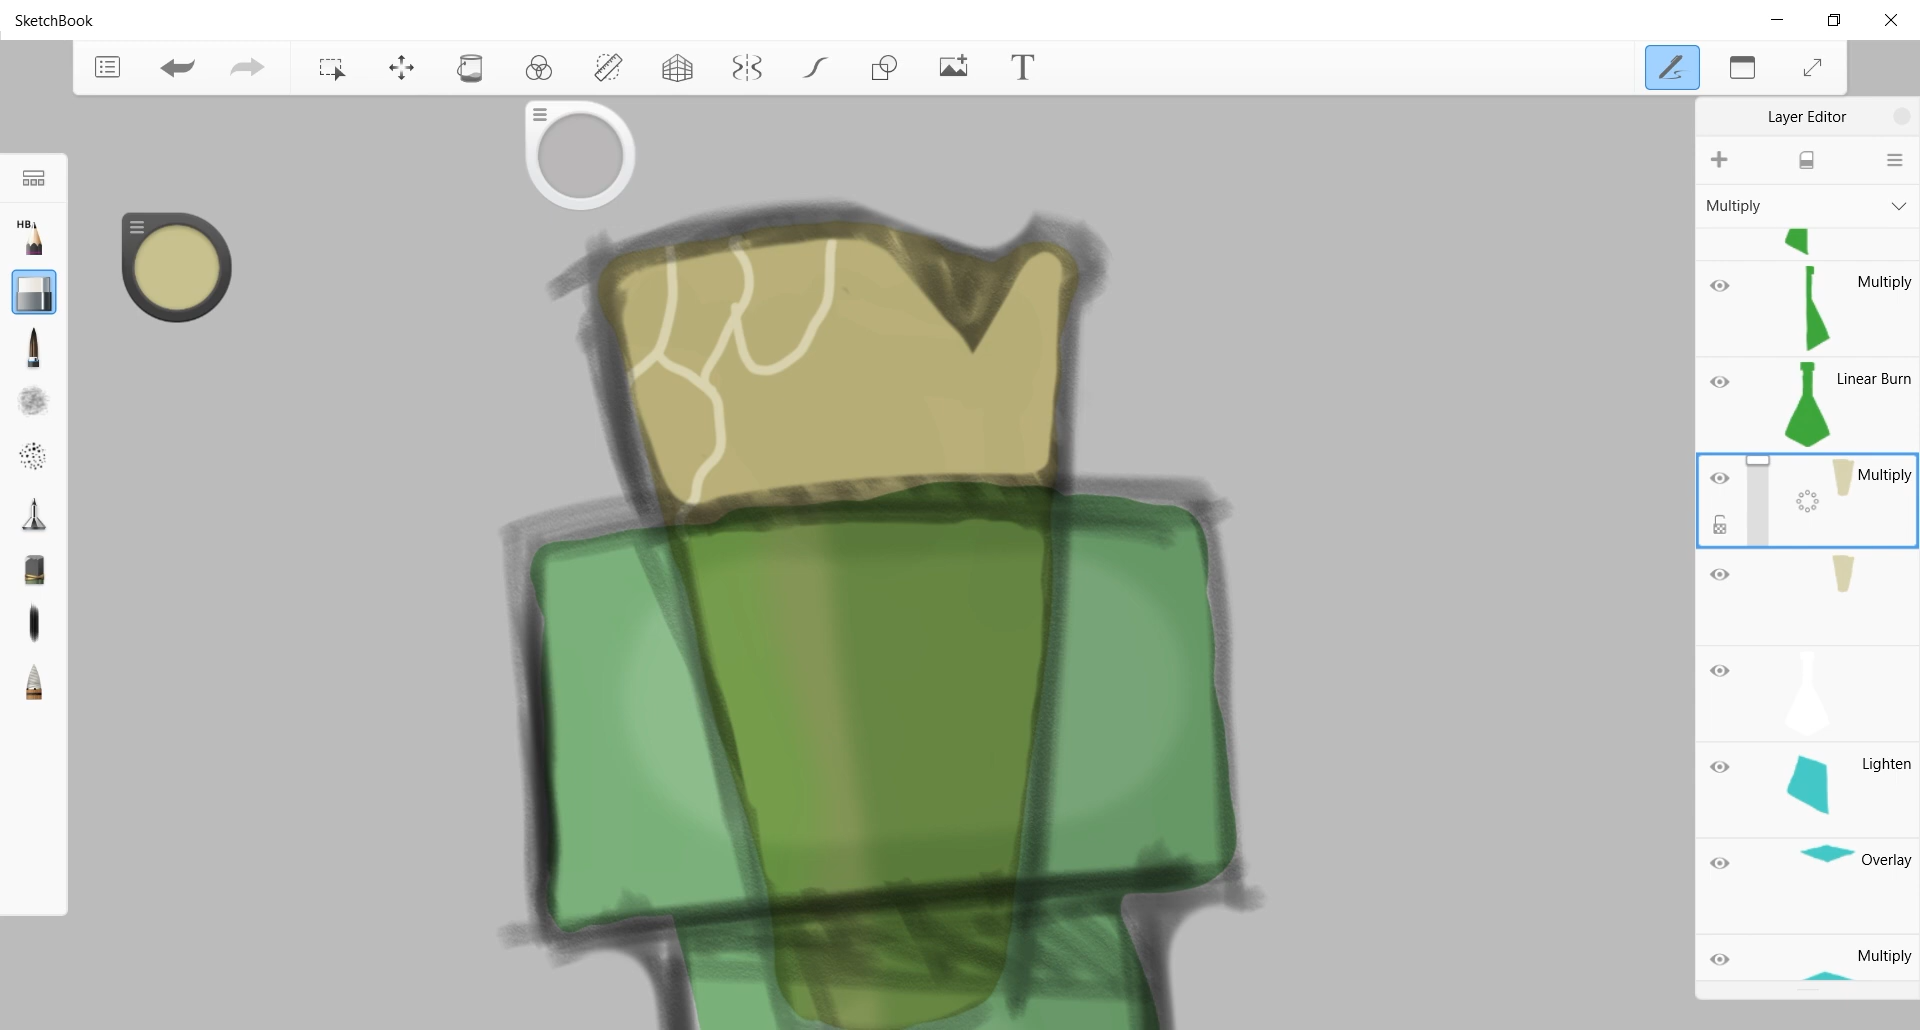 SketchBook
T
Layer Editor
Multiply
HB
Multiply
Linear Burn
Multiply
Lighten
Overlay
Multiply